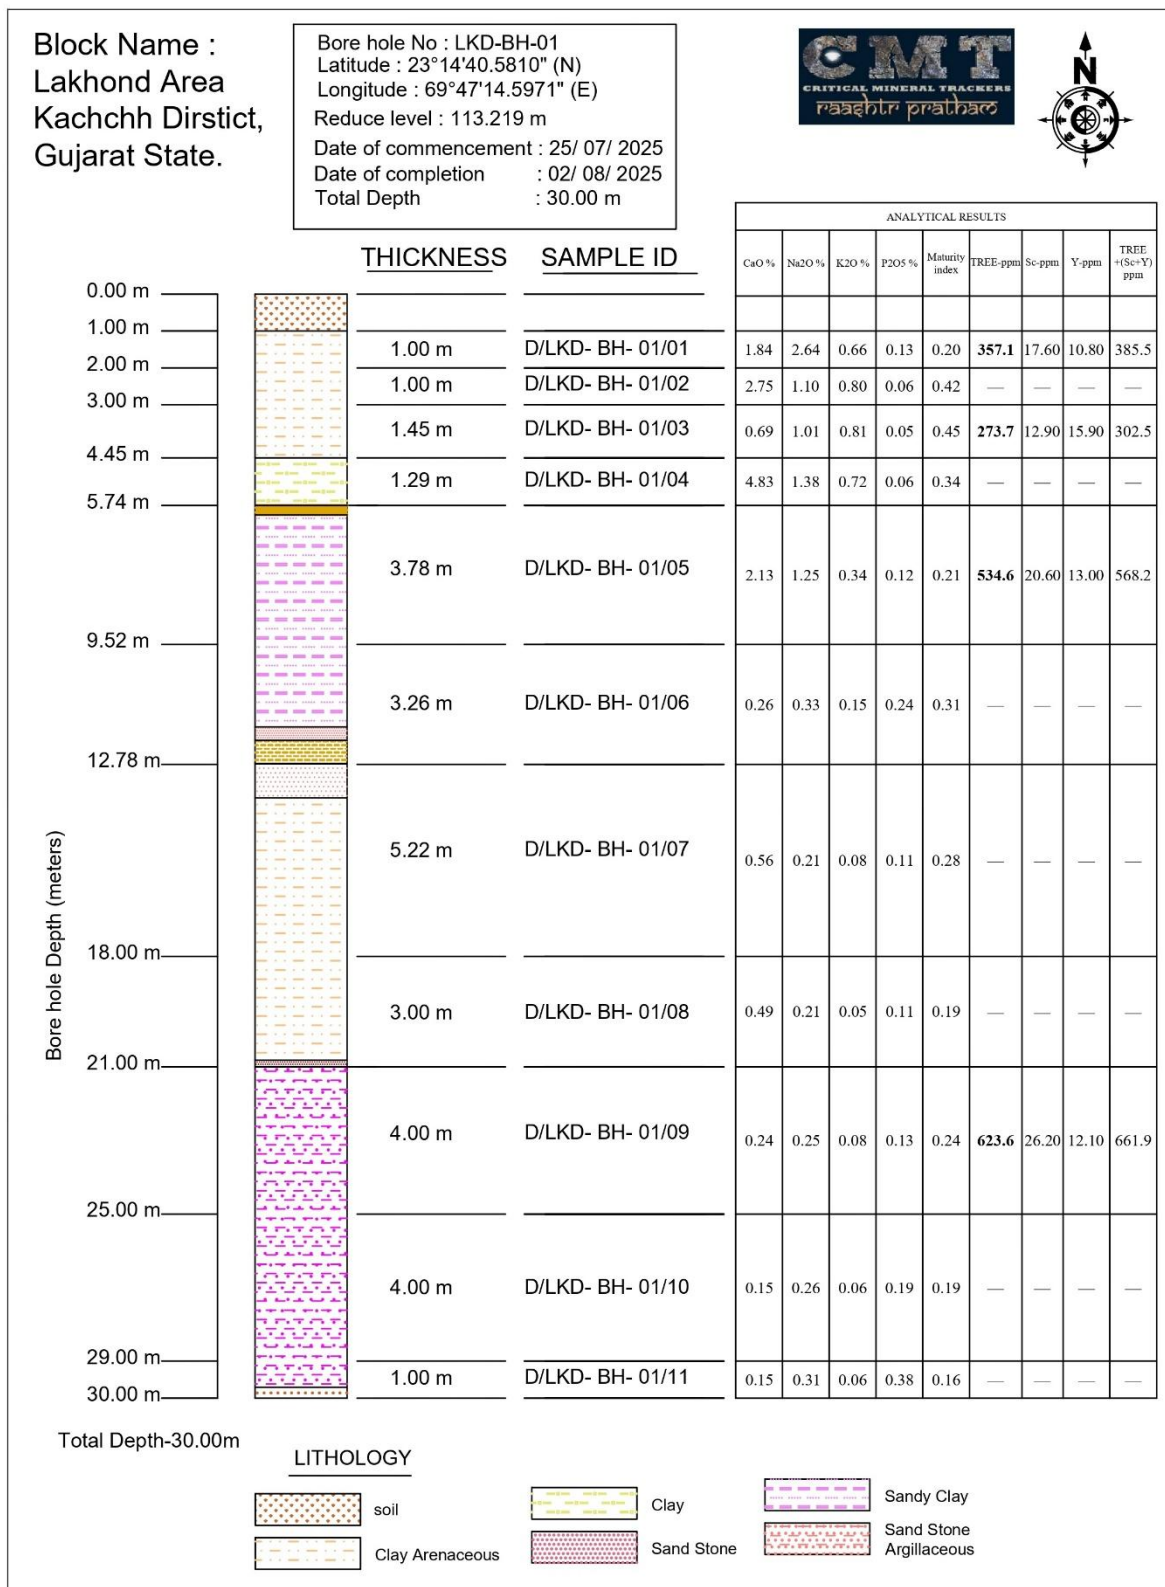 Block Name :
Lakhond Area
Kachchh Dirstict,
Gujarat State.
Bore hole No : LKD-BH-01
Latitude : 23°14'40.5810" (N)
Longitude : 69°47'14.5971" (E)
Reduce level : 113.219 m
Date of commencement : 25/ 07/ 2025
Date of completion : 02/ 08/ 2025
Total Depth : 30.00 m
CMT
CRITICAL MINERAL TRACKERS
raashtr pratham
N
ANALYTICAL RESULTS
THICKNESS SAMPLE ID CaO % Na2O % K2O % P2O5 % Maturity index TREE-ppm Sc-ppm Y-ppm TREE +(Sc+Y) ppm
0.00 m
1.00 m
1.00 m D/LKD- BH- 01/01 1.84 2.64 0.66 0.13 0.20 357.1 17.60 10.80 385.5
2.00 m
1.00 m D/LKD- BH- 01/02 2.75 1.10 0.80 0.06 0.42 — — — —
3.00 m
1.45 m D/LKD- BH- 01/03 0.69 1.01 0.81 0.05 0.45 273.7 12.90 15.90 302.5
4.45 m
1.29 m D/LKD- BH- 01/04 4.83 1.38 0.72 0.06 0.34 — — — —
5.74 m
3.78 m D/LKD- BH- 01/05 2.13 1.25 0.34 0.12 0.21 534.6 20.60 13.00 568.2
9.52 m
3.26 m D/LKD- BH- 01/06 0.26 0.33 0.15 0.24 0.31 — — — —
12.78 m
5.22 m D/LKD- BH- 01/07 0.56 0.21 0.08 0.11 0.28 — — — —
18.00 m
3.00 m D/LKD- BH- 01/08 0.49 0.21 0.05 0.11 0.19 — — — —
21.00 m
4.00 m D/LKD- BH- 01/09 0.24 0.25 0.08 0.13 0.24 623.6 26.20 12.10 661.9
25.00 m
4.00 m D/LKD- BH- 01/10 0.15 0.26 0.06 0.19 0.19 — — — —
29.00 m
1.00 m D/LKD- BH- 01/11 0.15 0.31 0.06 0.38 0.16 — — — —
30.00 m
Bore hole Depth (meters)
Total Depth-30.00m
LITHOLOGY
soil
Clay
Sandy Clay
Clay Arenaceous
Sand Stone
Sand Stone
Argillaceous